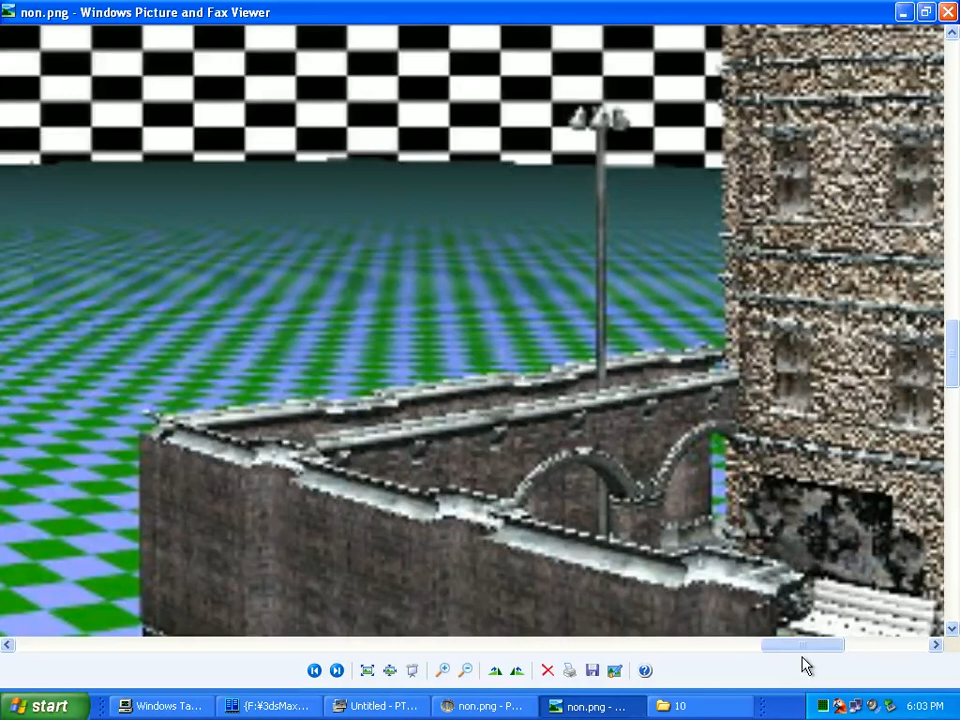 non.png - Windows Picture and Fax Viewer
start
Windows Ta...
{F:¥3dsMax...
Untitled - PT...
non.png - P...
non.png - ...
10
6:03 PM